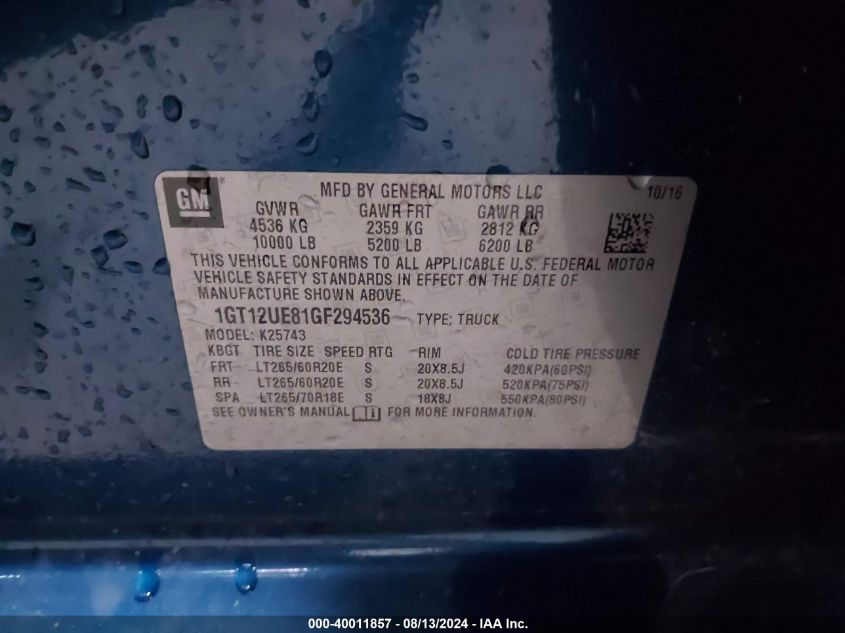 GM ® MFD BY GENERAL MOTORS LLC 10/16
GVWR GAWR FRT GAWR RR
4536 KG 2359 KG 2812 KG
10000 LB 5200 LB 6200 LB
THIS VEHICLE CONFORMS TO ALL APPLICABLE U.S. FEDERAL MOTOR
VEHICLE SAFETY STANDARDS IN EFFECT ON THE DATE OF
MANUFACTURE SHOWN ABOVE.
1GT12UE81GF294536 TYPE: TRUCK
MODEL: K25743
KBGT TIRE SIZE SPEED RTG RIM COLD TIRE PRESSURE
FRT LT265/60R20E S 20X8.5J 420KPA(60PSI)
RR LT265/60R20E S 20X8.5J 520KPA(75PSI)
SPA LT265/70R18E S 18X8J 550KPA(80PSI)
SEE OWNER'S MANUAL FOR MORE INFORMATION.
000-40011857 - 08/13/2024 - IAA Inc.